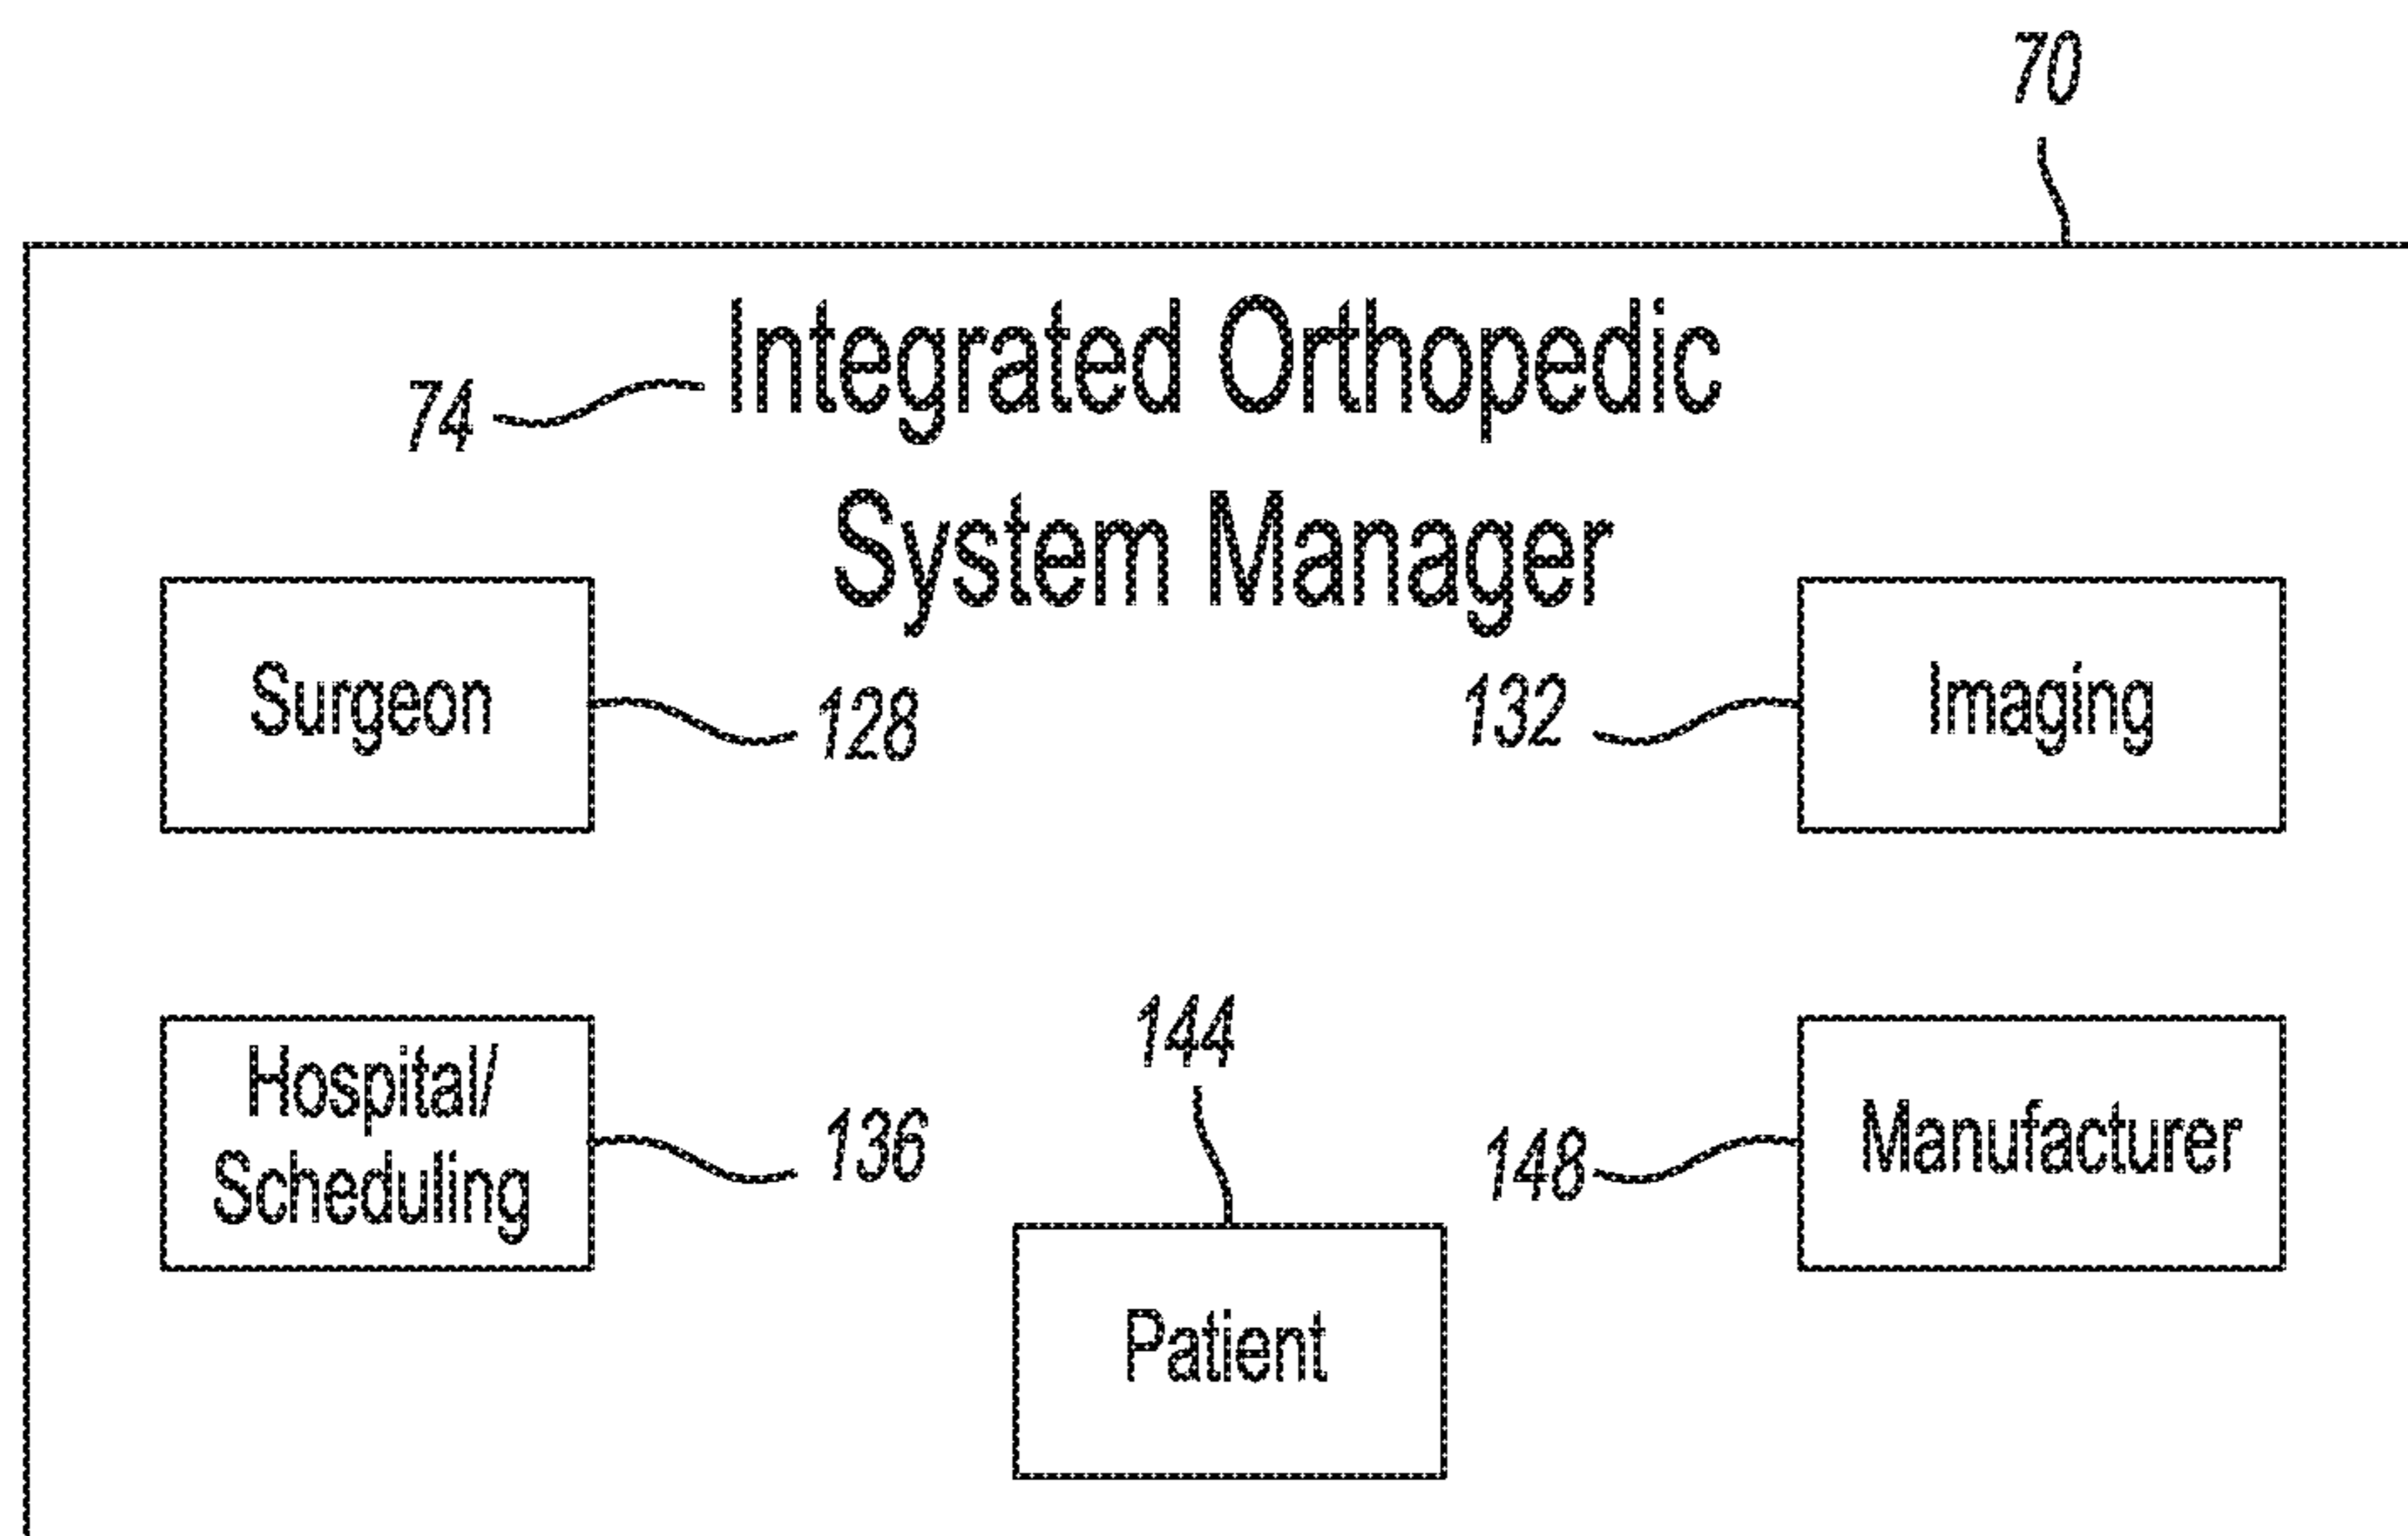 70
Integrated Orthopedic
74
System Manager
Surgeon
128
132
Imaging
Hospital/
Scheduling
136
144
148
Manufacturer
Patient